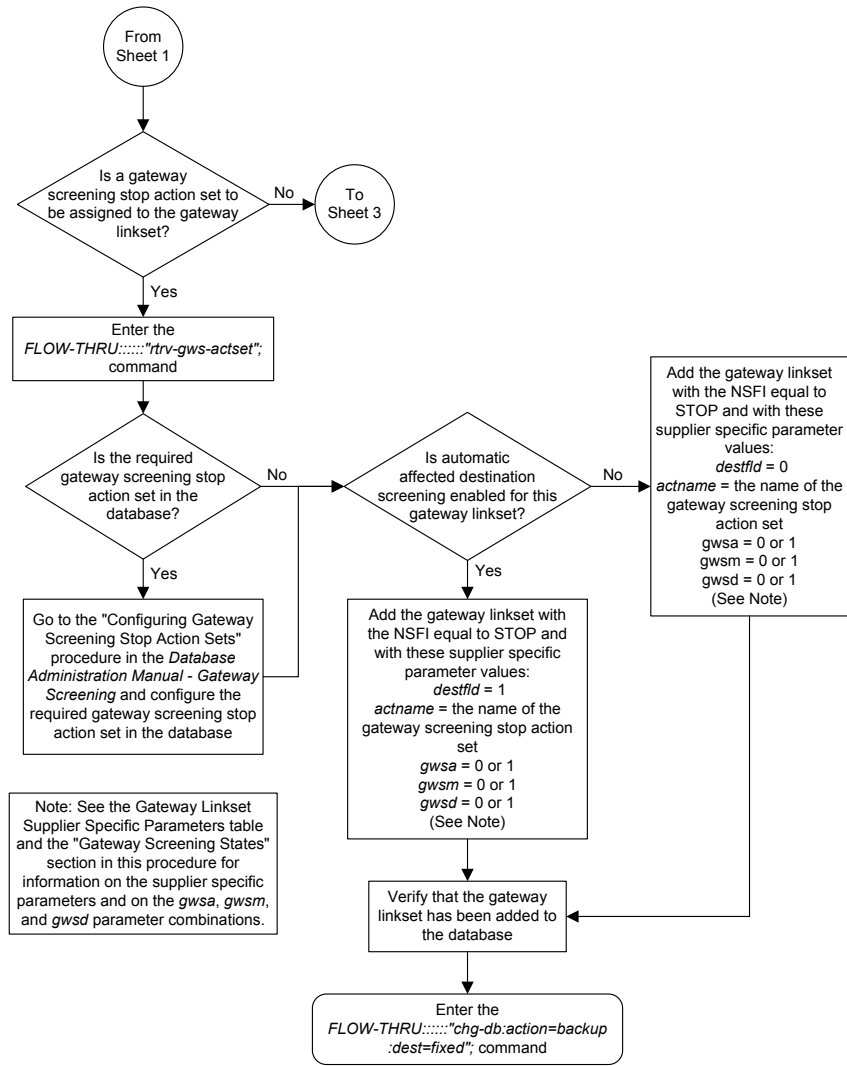 From
Sheet 1
Is a gateway
screening stop action set to
be assigned to the gateway
linkset?
No
To
Sheet 3
Yes
Enter the
FLOW-THRU::::::"rtrv-gws-actset";
command
Is the required
gateway screening stop
action set in the
database?
No
Yes
Go to the "Configuring Gateway
Screening Stop Action Sets"
procedure in the Database
Administration Manual - Gateway
Screening and configure the
required gateway screening stop
action set in the database
Is automatic
affected destination
screening enabled for this
gateway linkset?
No
Yes
Add the gateway linkset
with the NSFI equal to
STOP and with these
supplier specific parameter
values:
destfld = 0
actname = the name of the
gateway screening stop
action set
gwsa = 0 or 1
gwsm = 0 or 1
gwsd = 0 or 1
(See Note)
Add the gateway linkset with
the NSFI equal to STOP and
with these supplier specific
parameter values:
destfld = 1
actname = the name of the
gateway screening stop action
set
gwsa = 0 or 1
gwsm = 0 or 1
gwsd = 0 or 1
(See Note)
Note: See the Gateway Linkset
Supplier Specific Parameters table
and the "Gateway Screening States"
section in this procedure for
information on the supplier specific
parameters and on the gwsa, gwsm,
and gwsd parameter combinations.
Verify that the gateway
linkset has been added to
the database
Enter the
FLOW-THRU::::::"chg-db:action=backup
:dest=fixed"; command